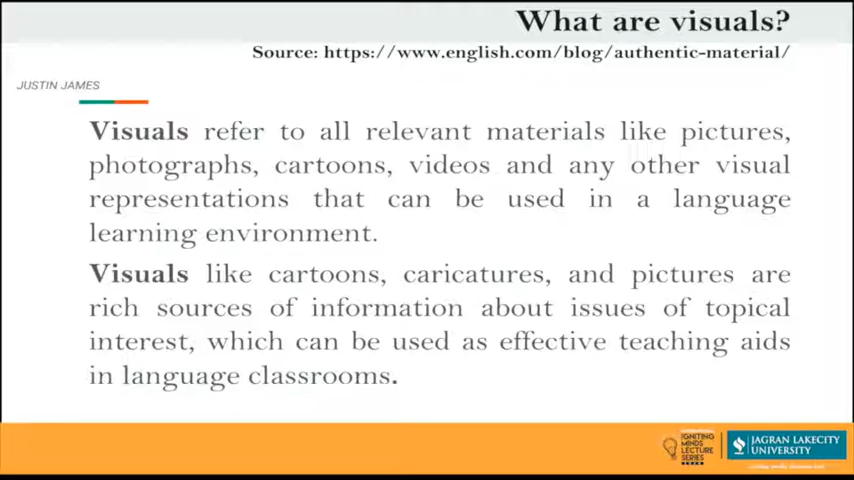 What are visuals?
Source: https://www.english.com/blog/authentic-material/
JUSTIN JAMES
Visuals refer to all relevant materials like pictures,
photographs, cartoons, videos and any other visual
representations that can be used in a language
learning environment.
Visuals like cartoons, caricatures, and pictures are
rich sources of information about issues of topical
interest, which can be used as effective teaching aids
in language classrooms.
IGNITING
MINDS
LECTURE
SERIES
JAGRAN LAKECITY
UNIVERSITY